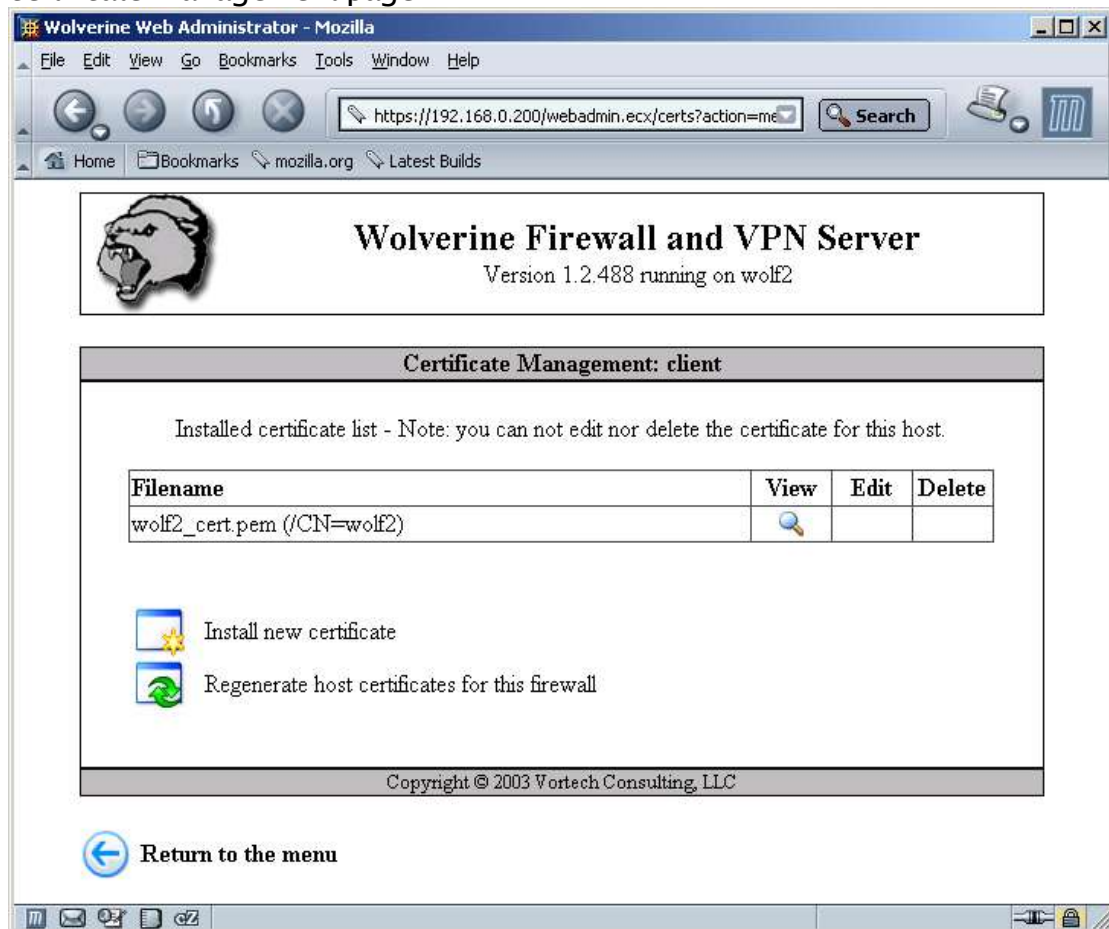 Wolverine Web Administrator - Mozilla
File Edit View Go Bookmarks Tools Window Help
https://192.168.0.200/webadmin.ecx/certs?action=me
Search
Home Bookmarks mozilla.org Latest Builds
Wolverine Firewall and VPN Server
Version 1.2.488 running on wolf2
Certificate Management: client
Installed certificate list - Note: you can not edit nor delete the certificate for this host.
Filename View Edit Delete
wolf2_cert.pem (/CN=wolf2)
Install new certificate
Regenerate host certificates for this firewall
Copyright © 2003 Vortech Consulting, LLC
Return to the menu